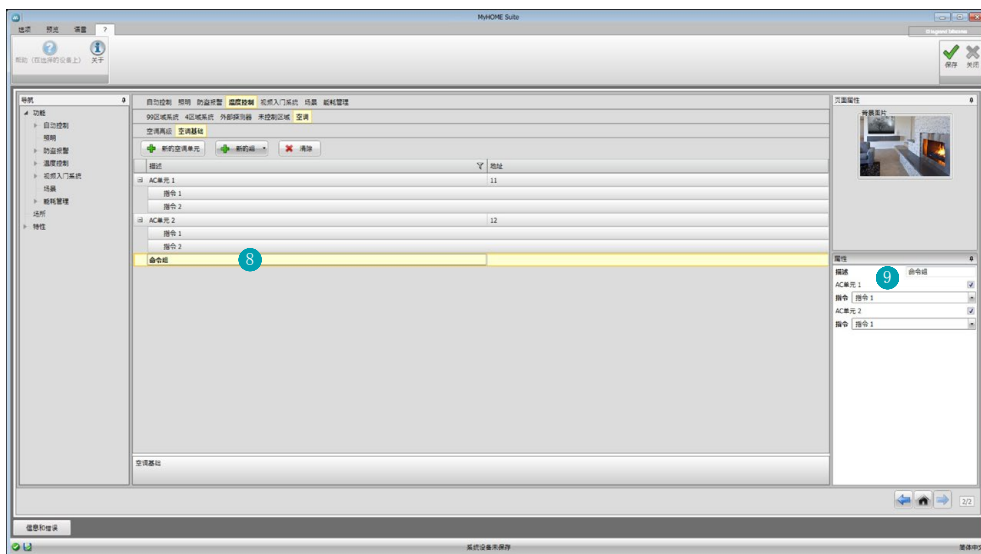 MyHOME Suite
选项 预览 语言 ?
帮助 (在选择的设备上) 关于
保存 关闭
导航
功能
自动控制
照明
防盗报警
温度控制
视频入门系统
场景
能耗管理
场所
特性
自动控制 照明 防盗报警 温度控制 视频入门系统 场景 能耗管理
99区域系统 4区域系统 外部探测器 未控制区域 空调
空调高级 空调基础
新的空调单元 新的组 清除
描述 地址
AC单元 1 11
指令 1
指令 2
AC单元 2 12
指令 1
指令 2
命令组 8
空调基础
页面属性
背景图片
属性
描述 9 命令组
AC单元 1
指令 指令 1
AC单元 2
指令 指令 1
2/2
信息和错误
系统设备未保存
简体中文